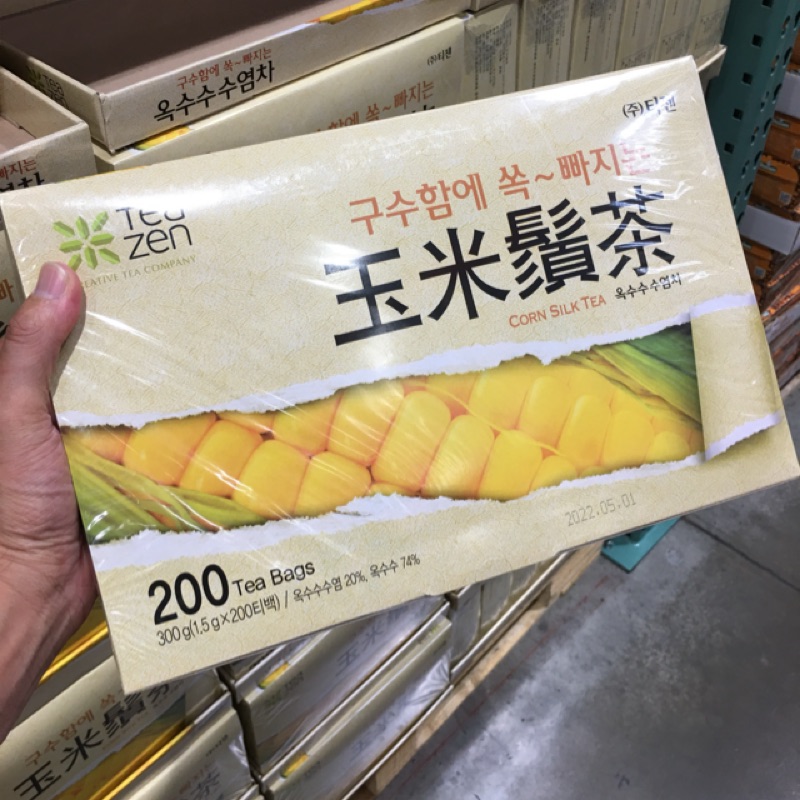 구수함에 쏙~빠지는
옥수수수염차
(주)티젠
쏙~빠지는
(주)티젠
Tea
zen
CREATIVE TEA COMPANY
구수함에 쏙~빠지는
玉米鬚茶
CORN SILK TEA 옥수수수염차
2022.05.01
200 Tea Bags
300g(1.5g×200티백) / 옥수수수염 20%, 옥수수 74%
구수함에 쏙~빠지는
玉米鬚茶